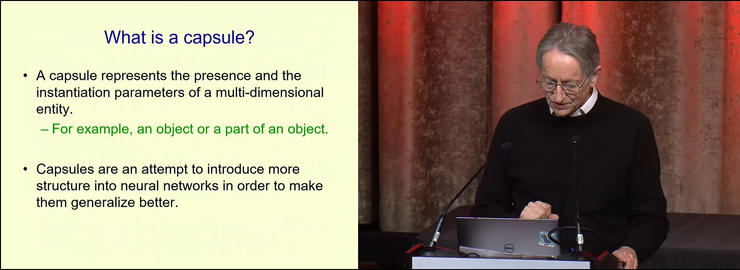 What is a capsule?
• A capsule represents the presence and the
instantiation parameters of a multi-dimensional
entity.
– For example, an object or a part of an object.
• Capsules are an attempt to introduce more
structure into neural networks in order to make
them generalize better.
DELL